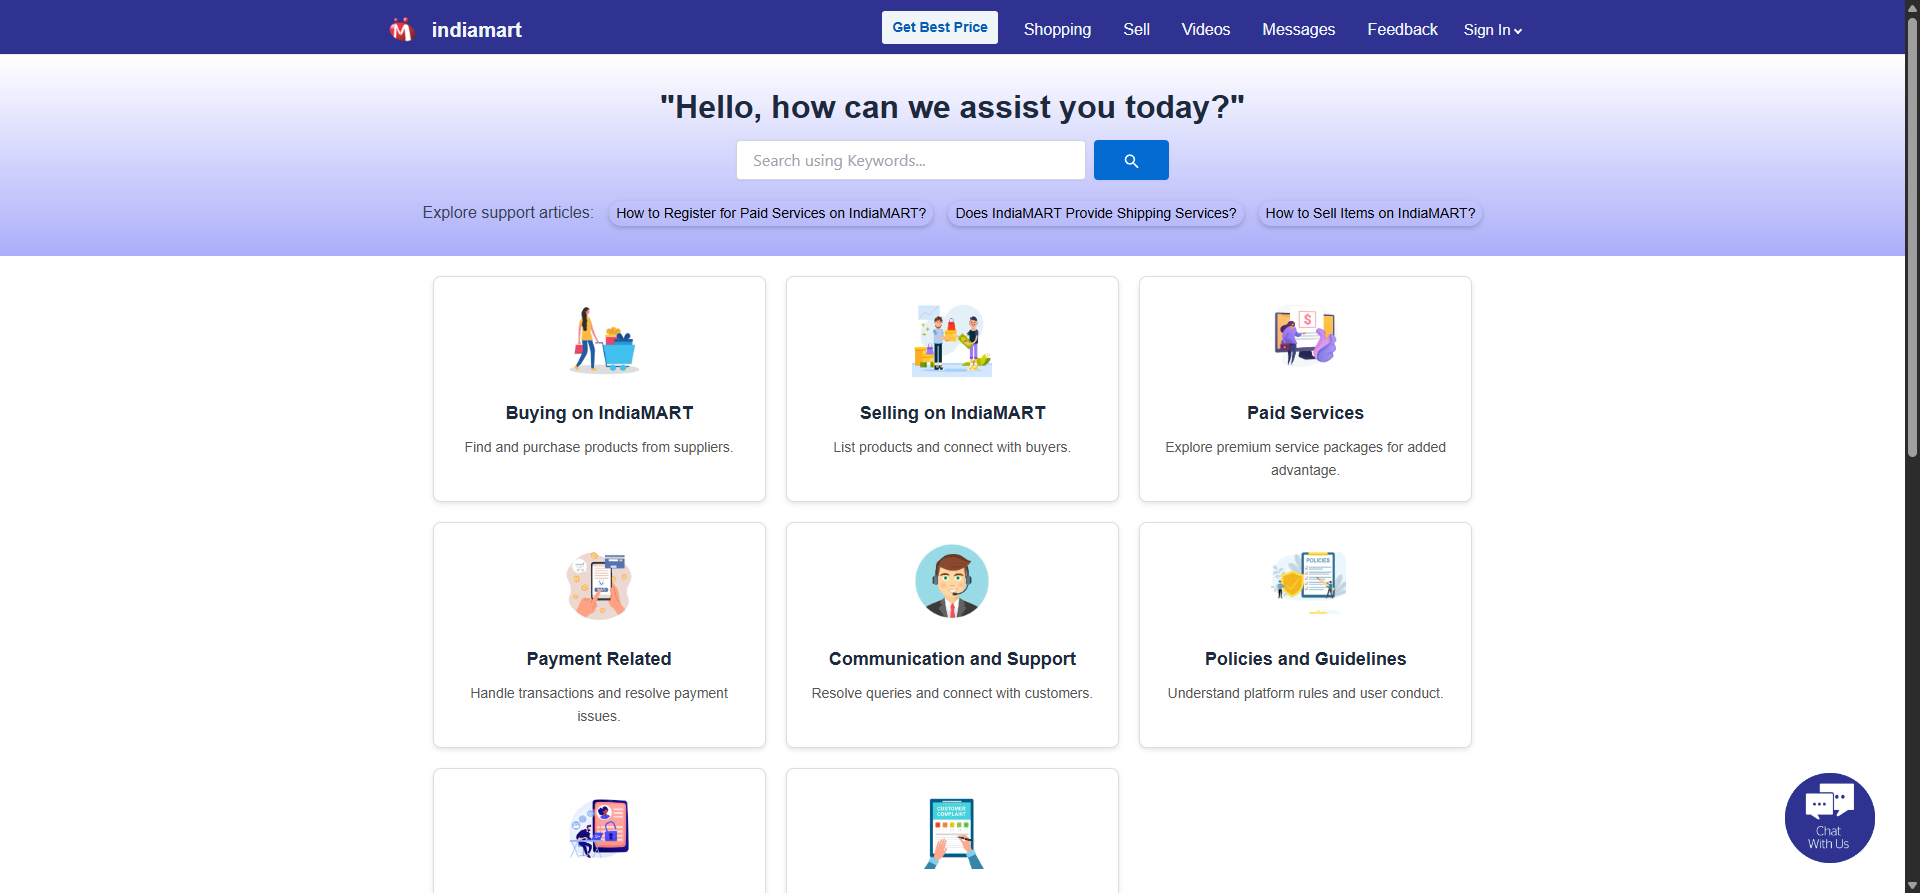 indiamart
Get Best Price
Shopping
Sell
Videos
Messages
Feedback
Sign In
"Hello, how can we assist you today?"
Search using Keywords...
Explore support articles:
How to Register for Paid Services on IndiaMART?
Does IndiaMART Provide Shipping Services?
How to Sell Items on IndiaMART?
Buying on IndiaMART
Find and purchase products from suppliers.
Selling on IndiaMART
List products and connect with buyers.
$
Paid Services
Explore premium service packages for added
advantage.
Payment Related
Handle transactions and resolve payment
issues.
Communication and Support
Resolve queries and connect with customers.
POLICIES
Policies and Guidelines
Understand platform rules and user conduct.
CUSTOMER
COMPLAINT
Chat
With Us